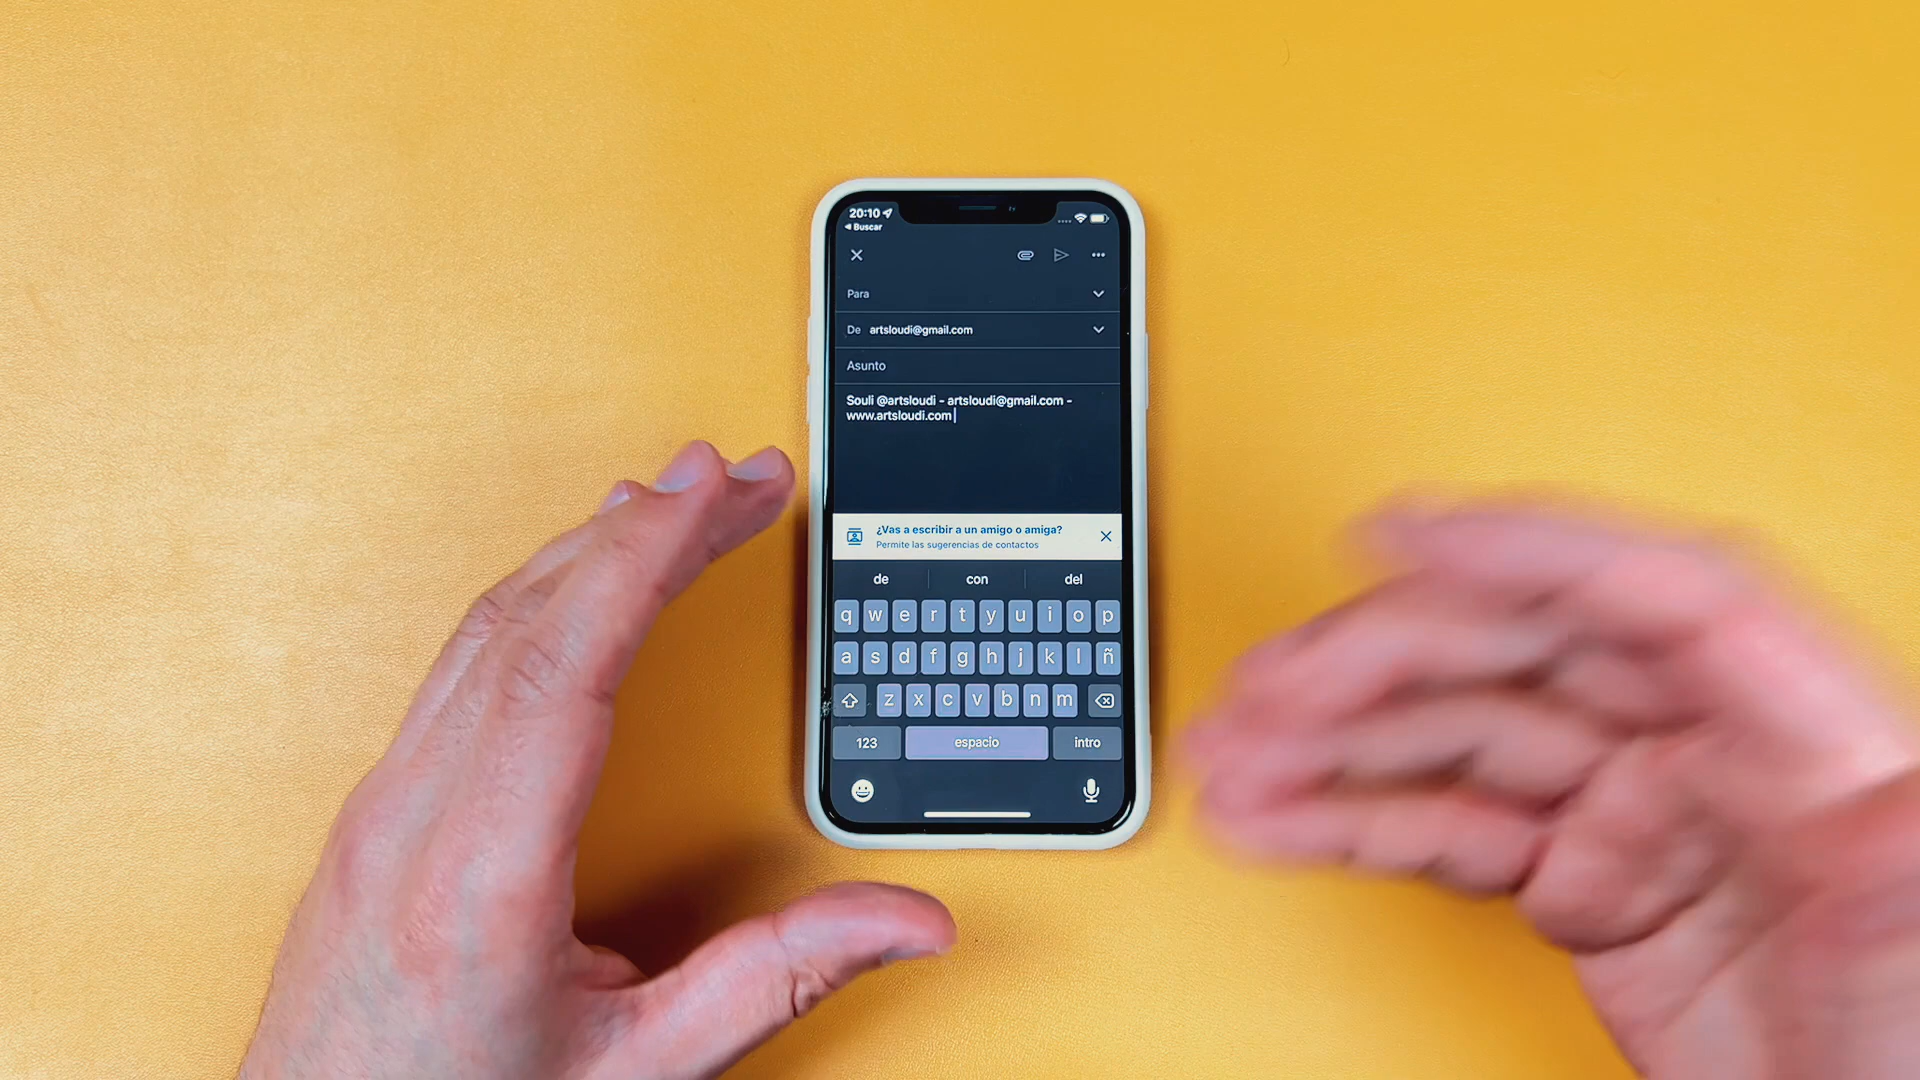 20:10
Buscar
Para
De artsloudi@gmail.com
Asunto
Souli @artsloudi - artsloudi@gmail.com -
www.artsloudi.com
¿Vas a escribir a un amigo o amiga?
Permite las sugerencias de contactos
de con del
q w e r t y u i o p
a s d f g h j k l ñ
z x c v b n m
123 espacio intro